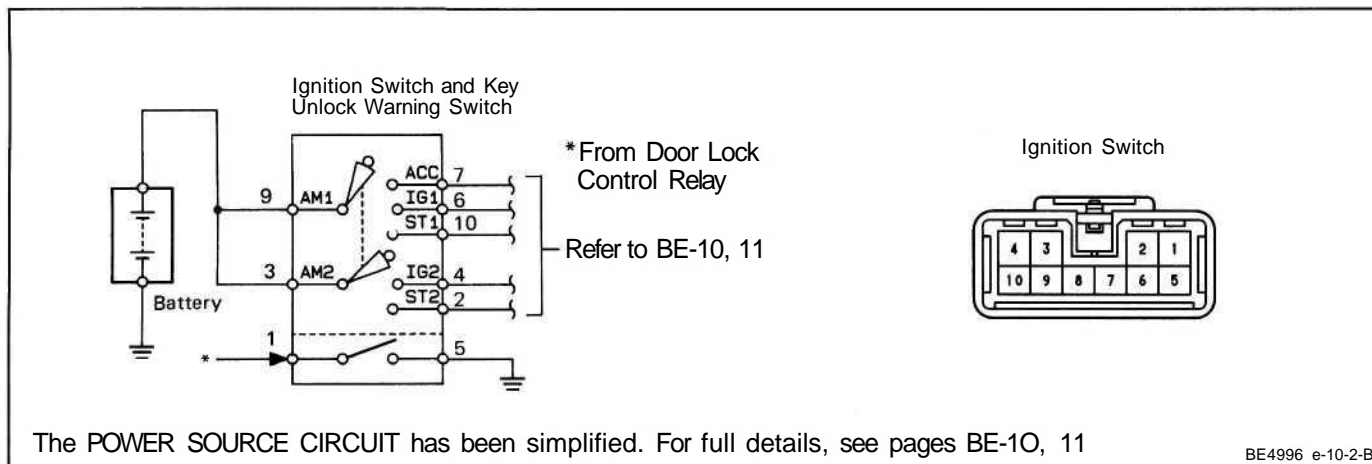 Ignition Switch and Key
Unlock Warning Switch
*From Door Lock
Control Relay
Ignition Switch
ACC 7
9 AM1
IG1 6
ST1 10
Refer to BE-10, 11
3 AM2
IG2 4
ST2 2
Battery
1
5
*
4 3 2 1
10 9 8 7 6 5
The POWER SOURCE CIRCUIT has been simplified. For full details, see pages BE-1O, 11
BE4996 e-10-2-B